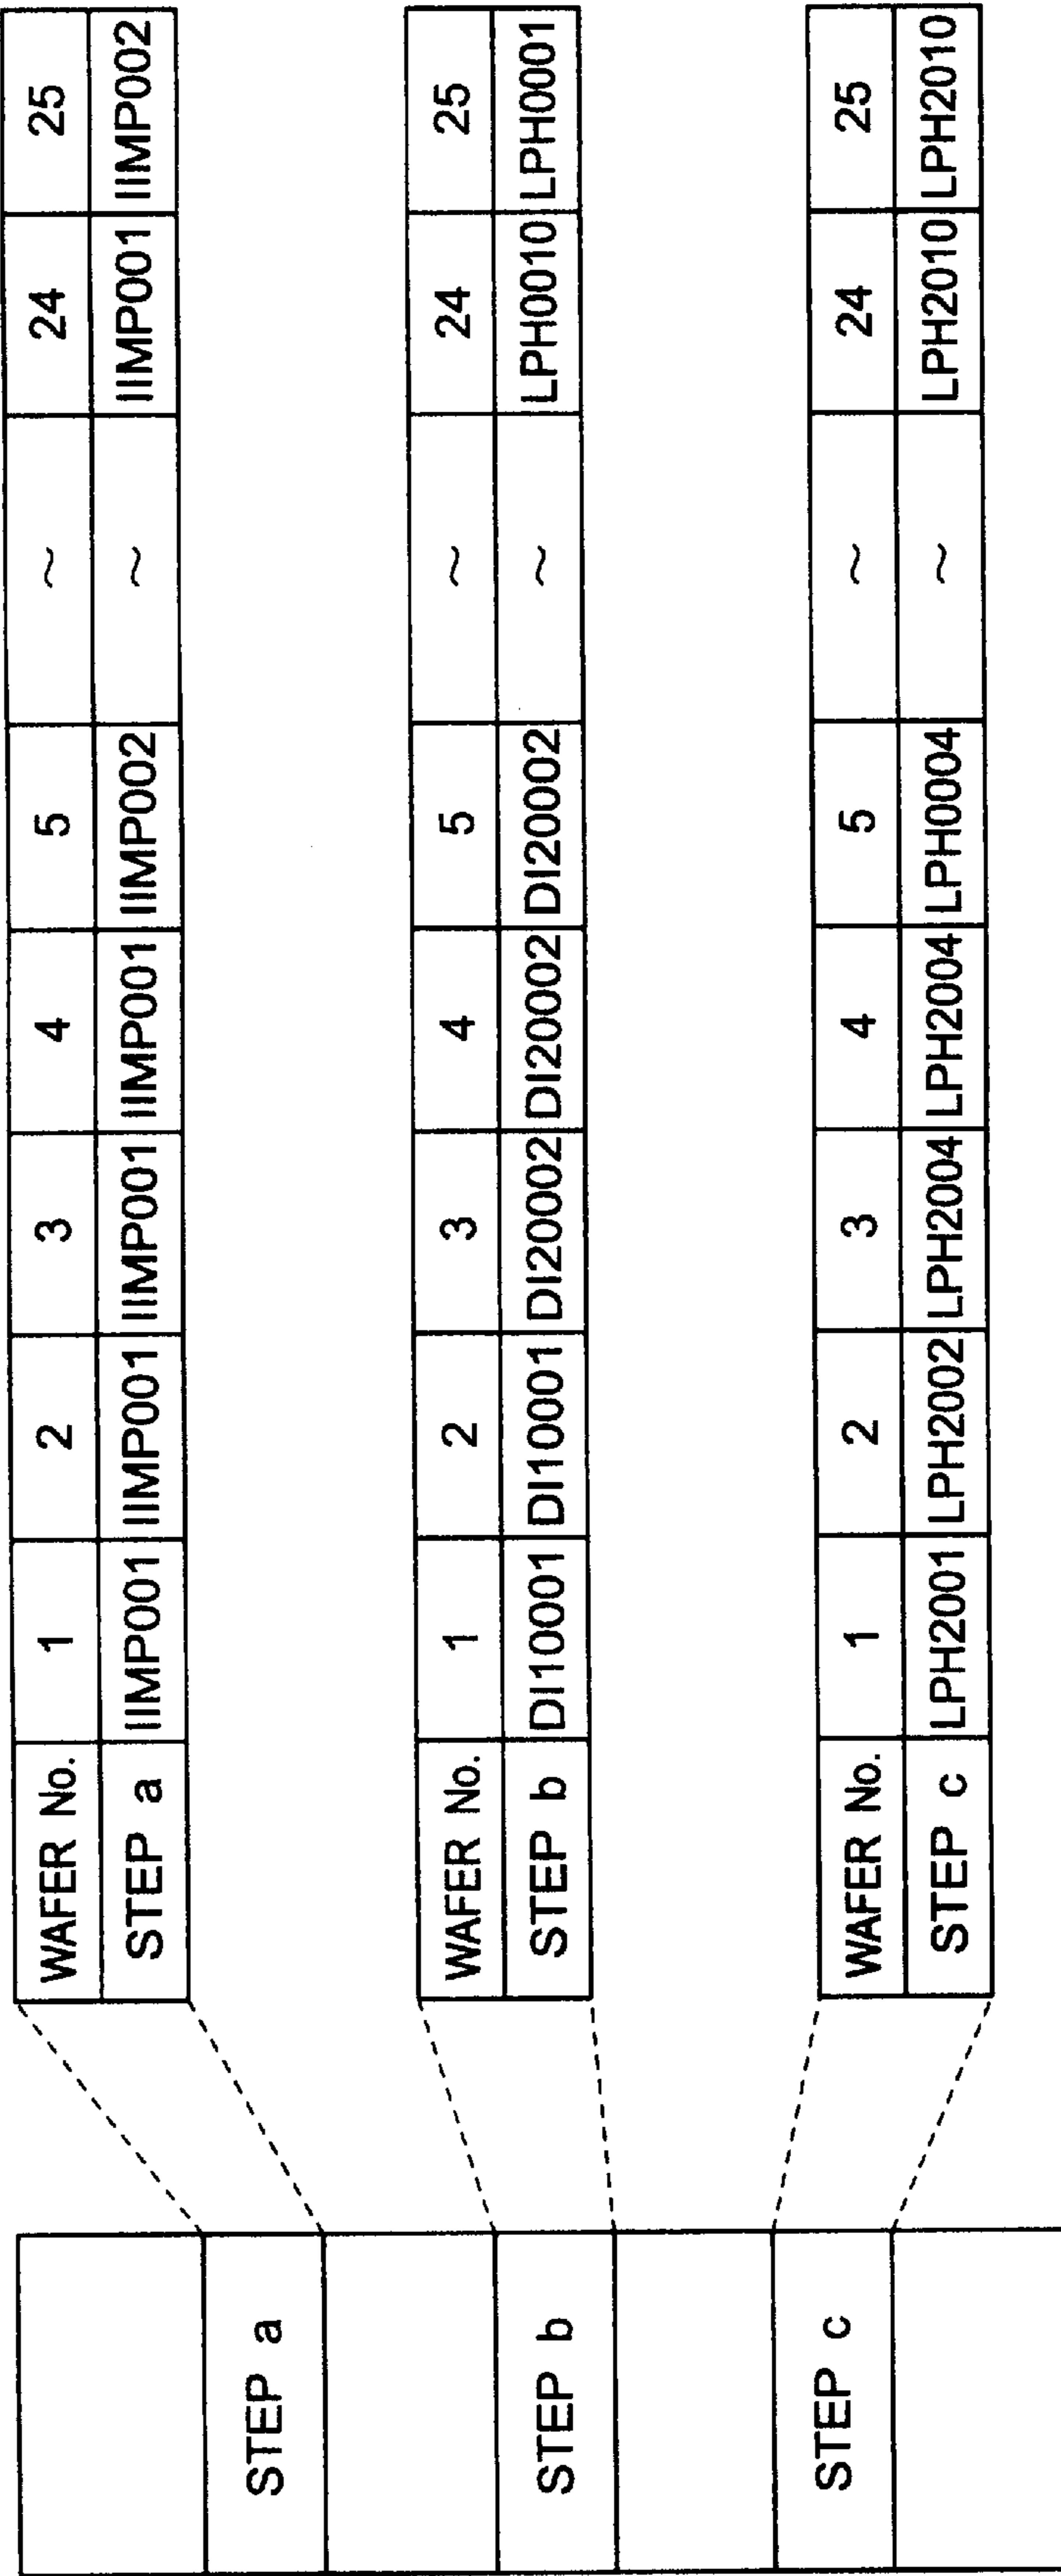 WAFER No. 1 2 3 4 5 ~ 24 25
STEP a IIMP001 IIMP001 IIMP001 IIMP001 IIMP002 ~ IIMP001 IIMP002
STEP a
WAFER No. 1 2 3 4 5 ~ 24 25
STEP b DI10001 DI10001 DI20002 DI20002 DI20002 ~ LPH0010 LPH0001
STEP b
WAFER No. 1 2 3 4 5 ~ 24 25
STEP c LPH2001 LPH2002 LPH2004 LPH2004 LPH0004 ~ LPH2010 LPH2010
STEP c